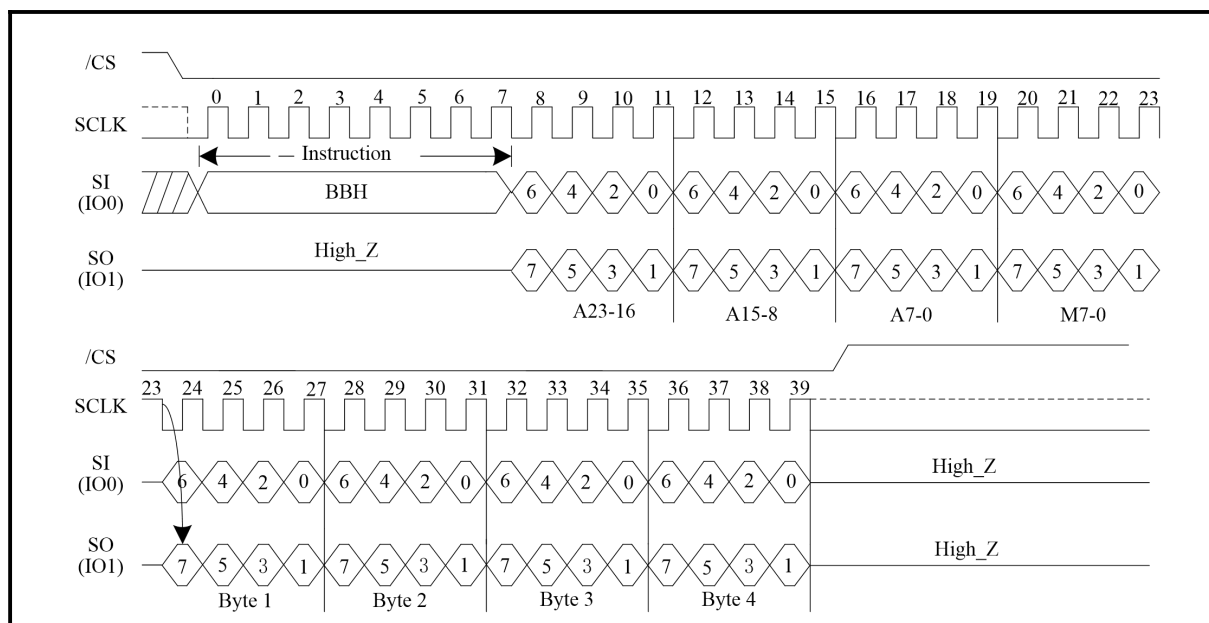 /CS
0 1 2 3 4 5 6 7 8 9 10 11 12 13 14 15 16 17 18 19 20 21 22 23
SCLK
Instruction
SI
(IO0)
BBH 6 4 2 0 6 4 2 0 6 4 2 0 6 4 2 0
SO
(IO1)
High_Z 7 5 3 1 7 5 3 1 7 5 3 1 7 5 3 1
A23-16 A15-8 A7-0 M7-0
/CS
23 24 25 26 27 28 29 30 31 32 33 34 35 36 37 38 39
SCLK
SI
(IO0)
6 4 2 0 6 4 2 0 6 4 2 0 6 4 2 0 High_Z
SO
(IO1)
7 5 3 1 7 5 3 1 7 5 3 1 7 5 3 1 High_Z
Byte 1 Byte 2 Byte 3 Byte 4